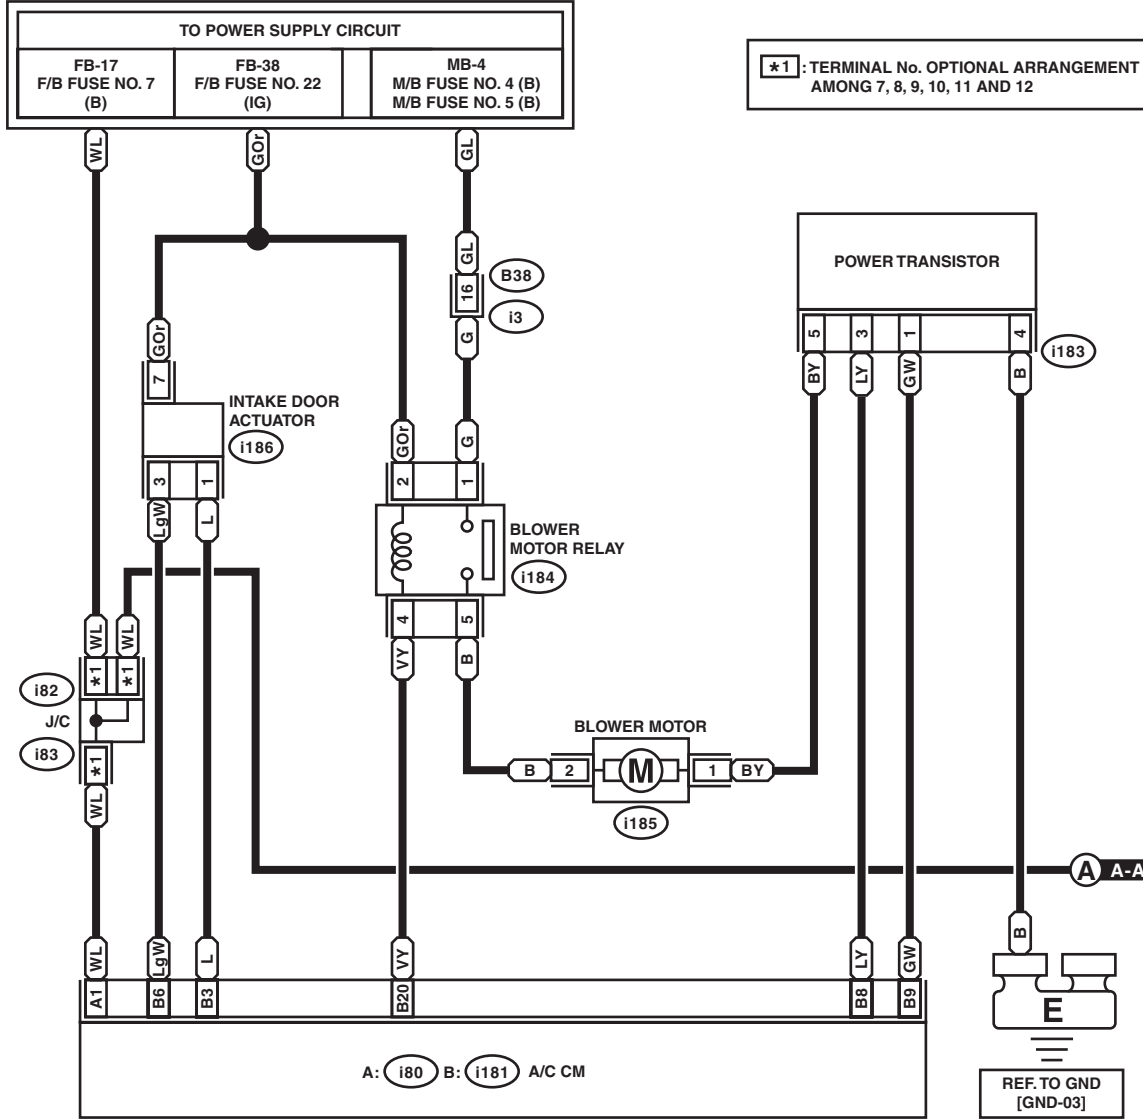 TO POWER SUPPLY CIRCUIT
FB-17
F/B FUSE NO. 7
(B)
FB-38
F/B FUSE NO. 22
(IG)
MB-4
M/B FUSE NO. 4 (B)
M/B FUSE NO. 5 (B)
*1 : TERMINAL No. OPTIONAL ARRANGEMENT
AMONG 7, 8, 9, 10, 11 AND 12
WL
GOr
GL
GL
16
B38
i3
G
POWER TRANSISTOR
5
3
1
4
i183
BY
LY
GW
B
GOr
7
INTAKE DOOR
ACTUATOR
i186
3
1
LgW
L
GOr
G
2
1
BLOWER
MOTOR RELAY
i184
4
5
VY
B
WL
WL
*1
*1
i82
J/C
i83
*1
WL
BLOWER MOTOR
B
2
M
1
BY
i185
A
A-A
WL
LgW
L
VY
LY
GW
B
A1
B6
B3
B20
B8
B9
E
A: i80 B: i181 A/C CM
REF. TO GND
[GND-03]